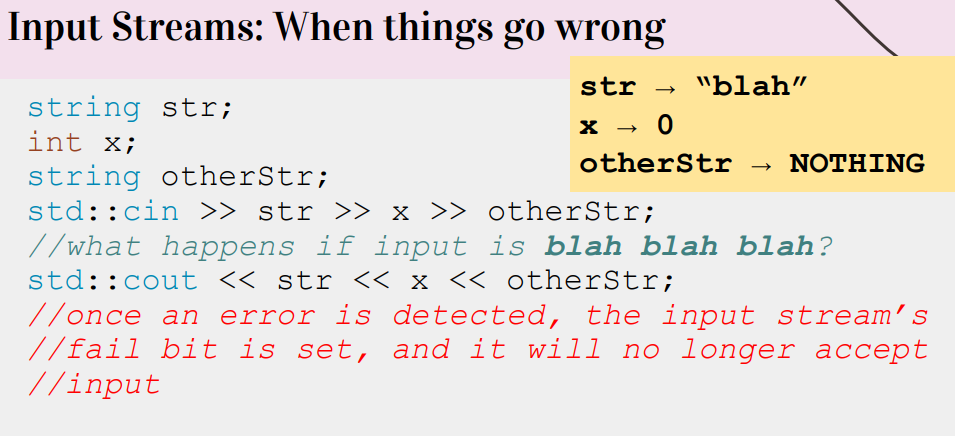 Input Streams: When things go wrong
str → “blah”
x → 0
otherStr → NOTHING
string str;
int x;
string otherStr;
std::cin >> str >> x >> otherStr;
//what happens if input is blah blah blah?
std::cout << str << x << otherStr;
//once an error is detected, the input stream’s
//fail bit is set, and it will no longer accept
//input